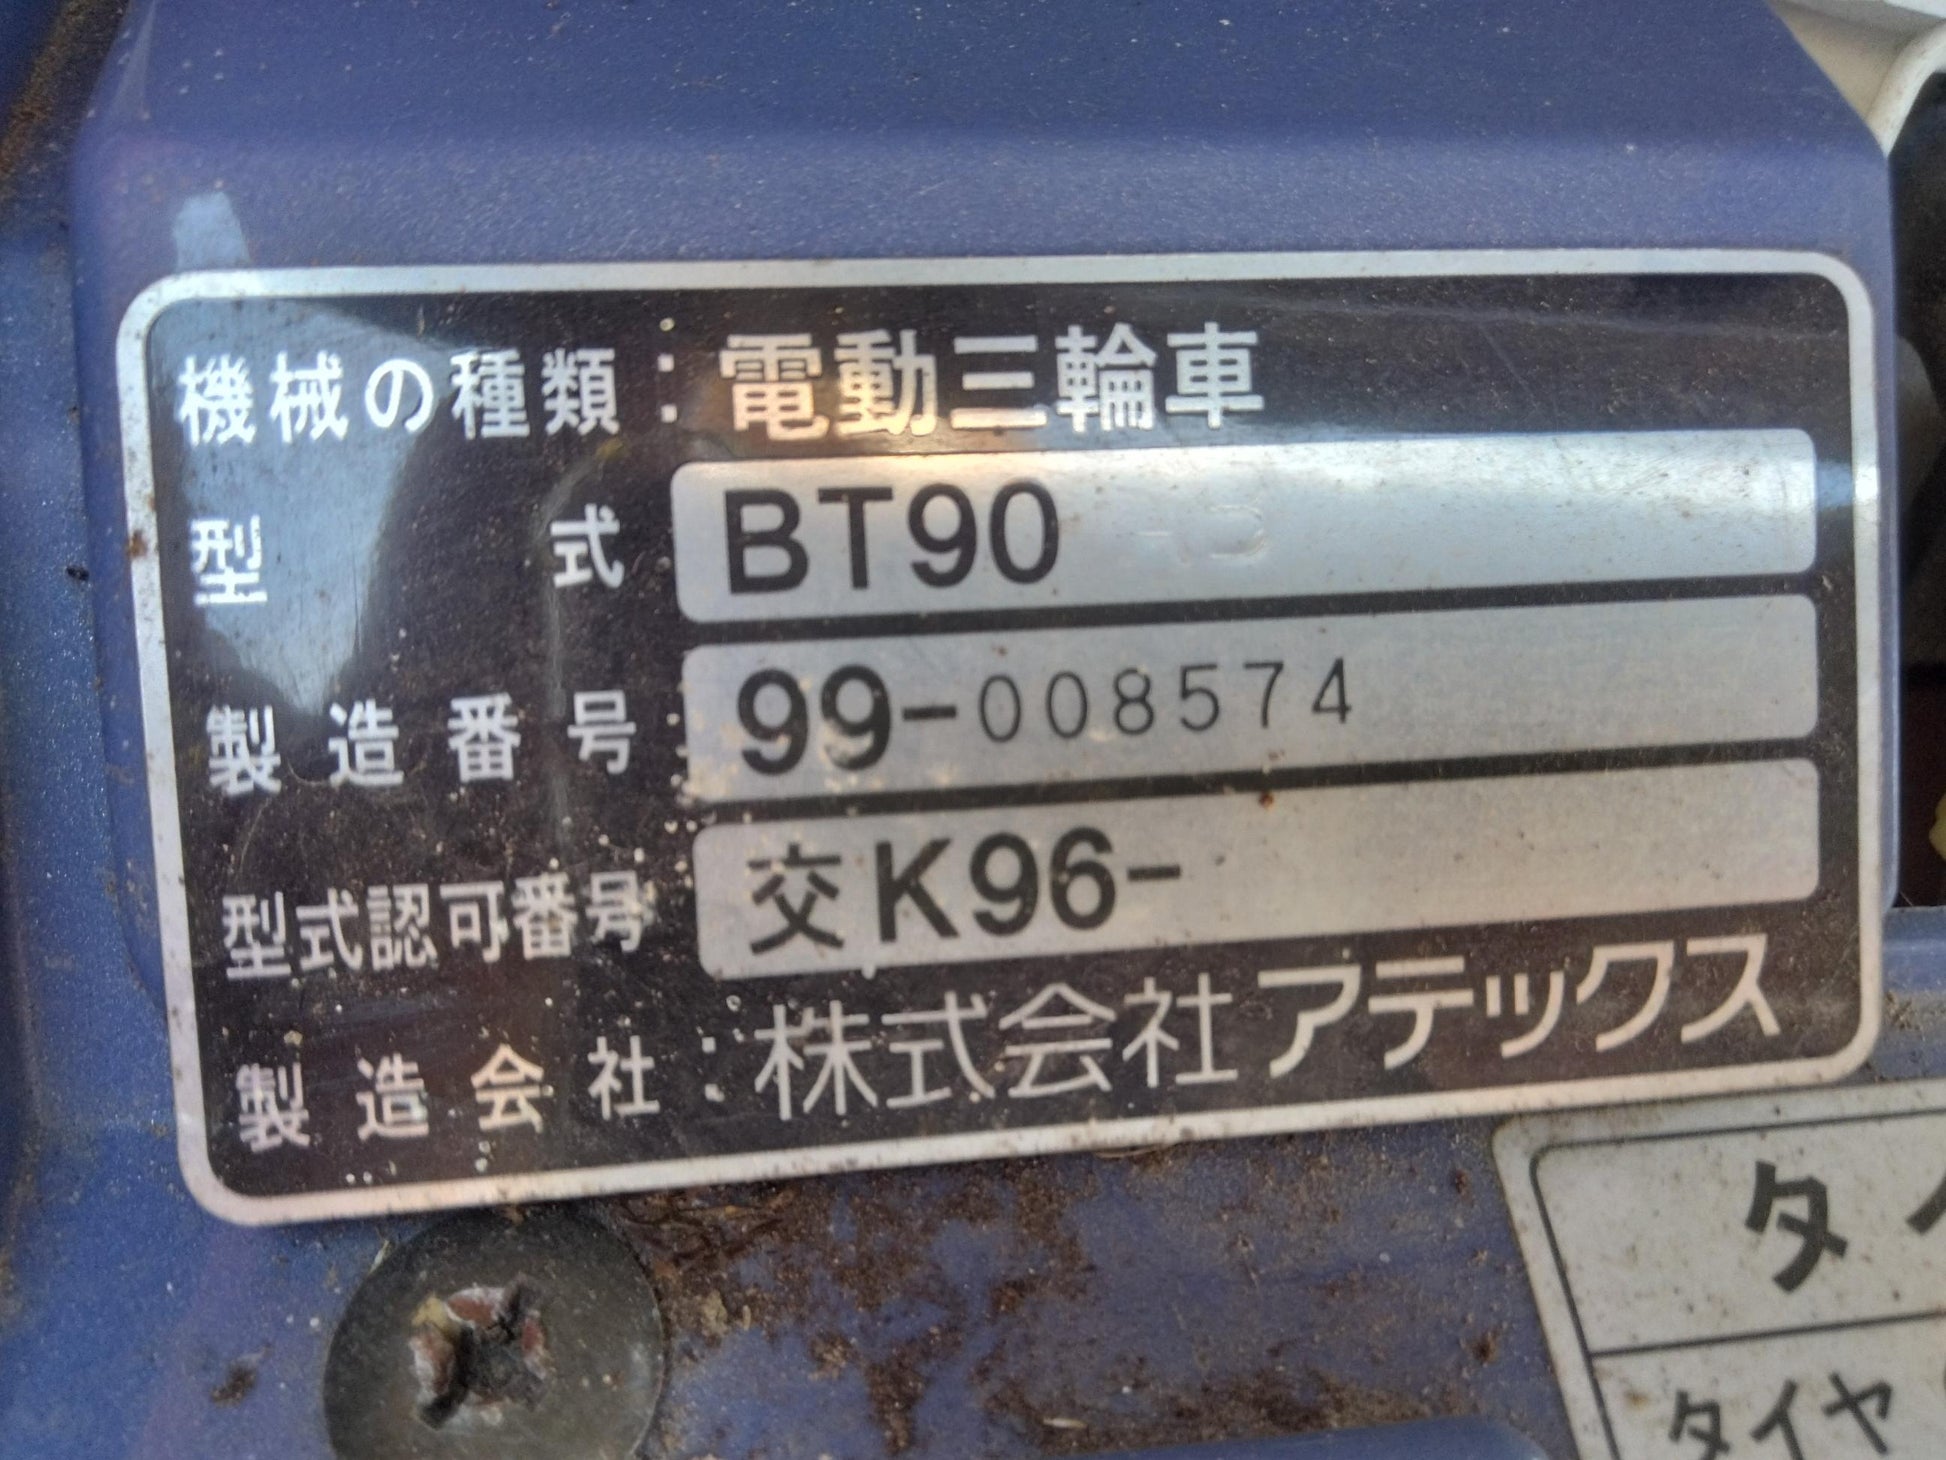 機械の種類：電動三輪車
型式 BT90
製造番号：99-008574
型式認可番号 交K96-
製造会社：株式会社アテックス
タ
タイヤ